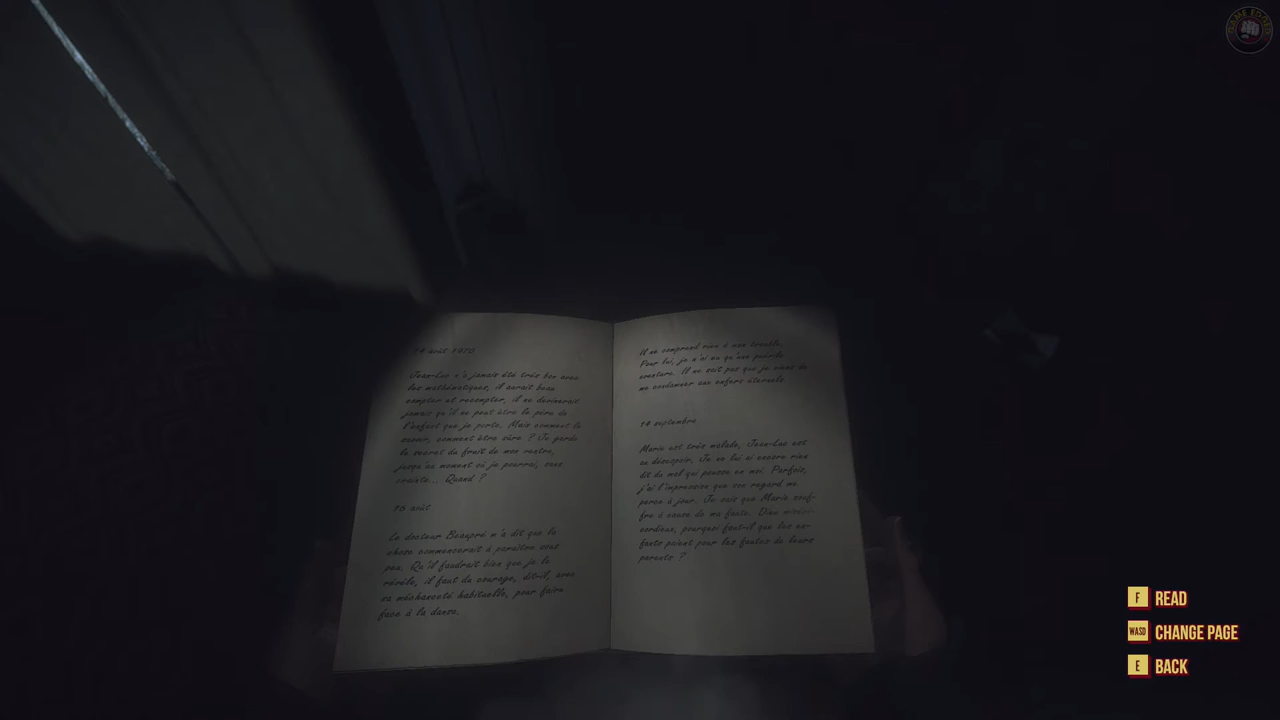 14 août 1970
Jean-Luc n'a jamais été très bon avec
les mathématiques, il aurait beau
compter et recompter, il ne devinerait
jamais qu'il ne peut être le père de
l'enfant que je porte. Mais comment le
savoir, comment être sûre ? Je garde
le secret du fruit de mon ventre,
jusqu'au moment où je pourrai, sans
crainte... Quand ?
15 août
Le docteur Beaupré m'a dit que la
chose commencerait à paraître sous
peu. Qu'il faudrait bien que je le
révèle, il faut du courage, dit-il, avec
sa méchanceté habituelle, pour faire
face à la danse.
Il ne comprend rien à mon trouble.
Pour lui, je n'ai eu qu'une puérile
aventure. Il ne sait pas que je viens de
me condamner aux enfers éternels
14 septembre
Marie est très malade, Jean-Luc est
au désespoir. Je ne lui ai encore rien
dit du mal qui pousse en moi. Parfois,
j'ai l'impression que son regard me
perce à jour. Je sais que Marie souf-
fre à cause de ma faute. Dieu miséri-
cordieux, pourquoi faut-il que les en-
fants paient pour les fautes de leurs
parents ?
F READ
WASD CHANGE PAGE
E BACK